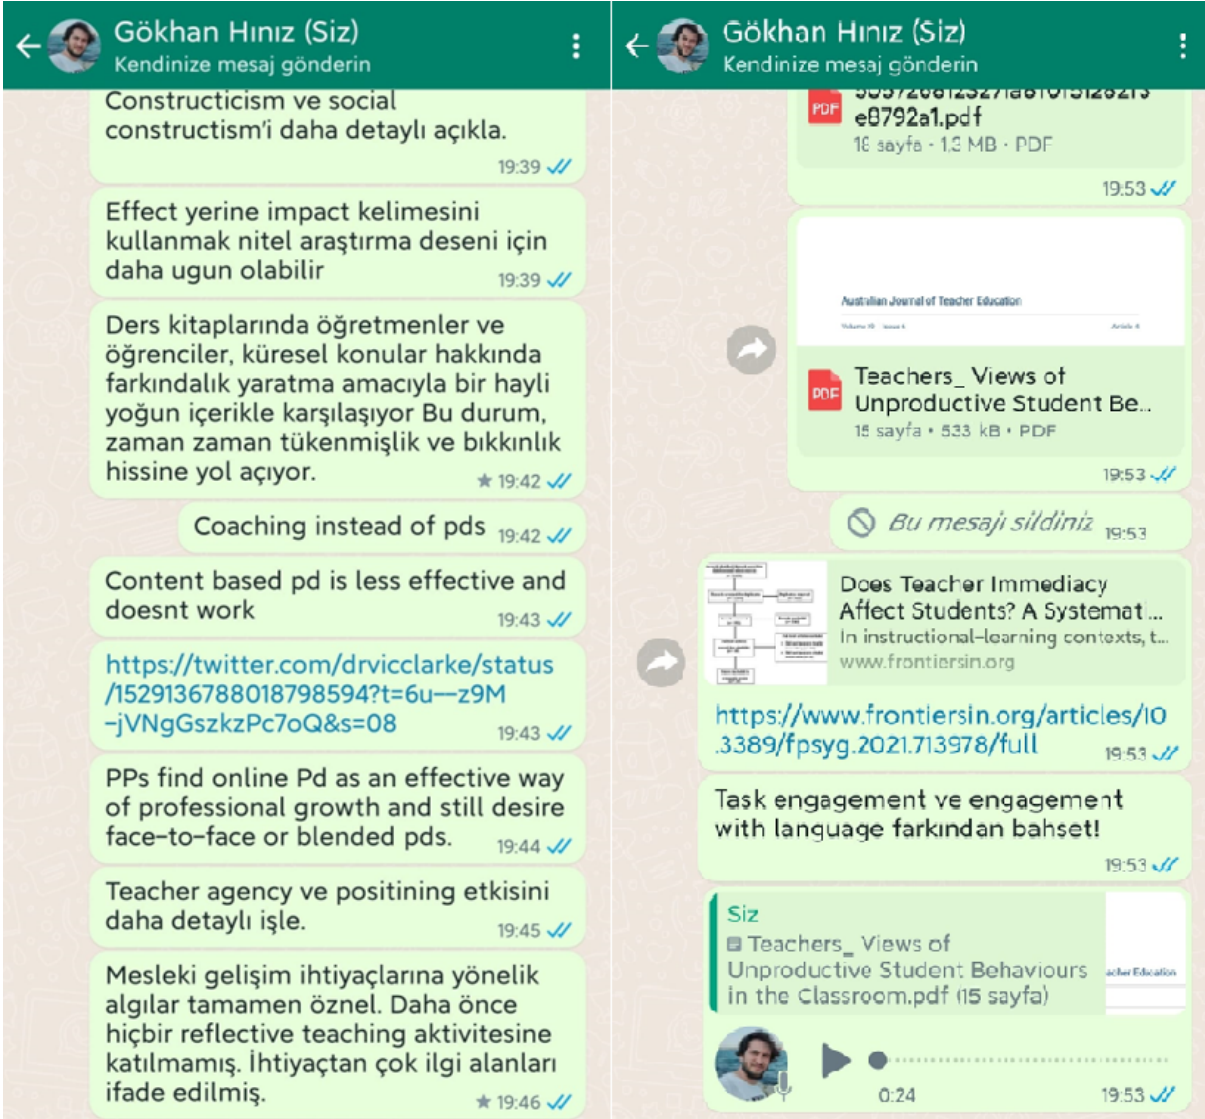 Gökhan Hınız (Siz)
Kendinize mesaj gönderin
Constructicism ve social
constructism'i daha detaylı açıkla.
19:39
Effect yerine impact kelimesini
kullanmak nitel araştırma deseni için
daha ugun olabilir
19:39
Ders kitaplarında öğretmenler ve
öğrenciler, küresel konular hakkında
farkındalık yaratma amacıyla bir hayli
yoğun içerikle karşılaşıyor Bu durum,
zaman zaman tükenmişlik ve bıkkınlık
hissine yol açıyor.
19:42
Coaching instead of pds 19:42
Content based pd is less effective and
doesnt work
19:43
https://twitter.com/drvicclarke/status
/1529136788018798594?t=6u—z9M
-jVNgGszkzPc7oQ&s=08
19:43
PPs find online Pd as an effective way
of professional growth and still desire
face-to-face or blended pds.
19:44
Teacher agency ve positining etkisini
daha detaylı işle.
19:45
Mesleki gelişim ihtiyaçlarına yönelik
algılar tamamen öznel. Daha önce
hiçbir reflective teaching aktivitesine
katılmamış. İhtiyaçtan çok ilgi alanları
ifade edilmiş.
19:46
Gökhan Hınız (Siz)
Kendinize mesaj gönderin
PDF
e8792a1.pdf
18 sayfa • 1,3 MB • PDF
19:53
Australian Journal of Teacher Education
PDF
Teachers_ Views of
Unproductive Student Be...
15 sayfa • 533 kB • PDF
19:53
Bu mesajı sildiniz 19:53
Does Teacher Immediacy
Affect Students? A Systemati...
In instructional-learning contexts, t...
www.frontiersin.org
https://www.frontiersin.org/articles/10
.3389/fpsyg.2021.713978/full
19:53
Task engagement ve engagement
with language farkından bahset!
19:53
Siz
Teachers_ Views of
Unproductive Student Behaviours
in the Classroom.pdf (15 sayfa)
acher Education
0:24
19:53